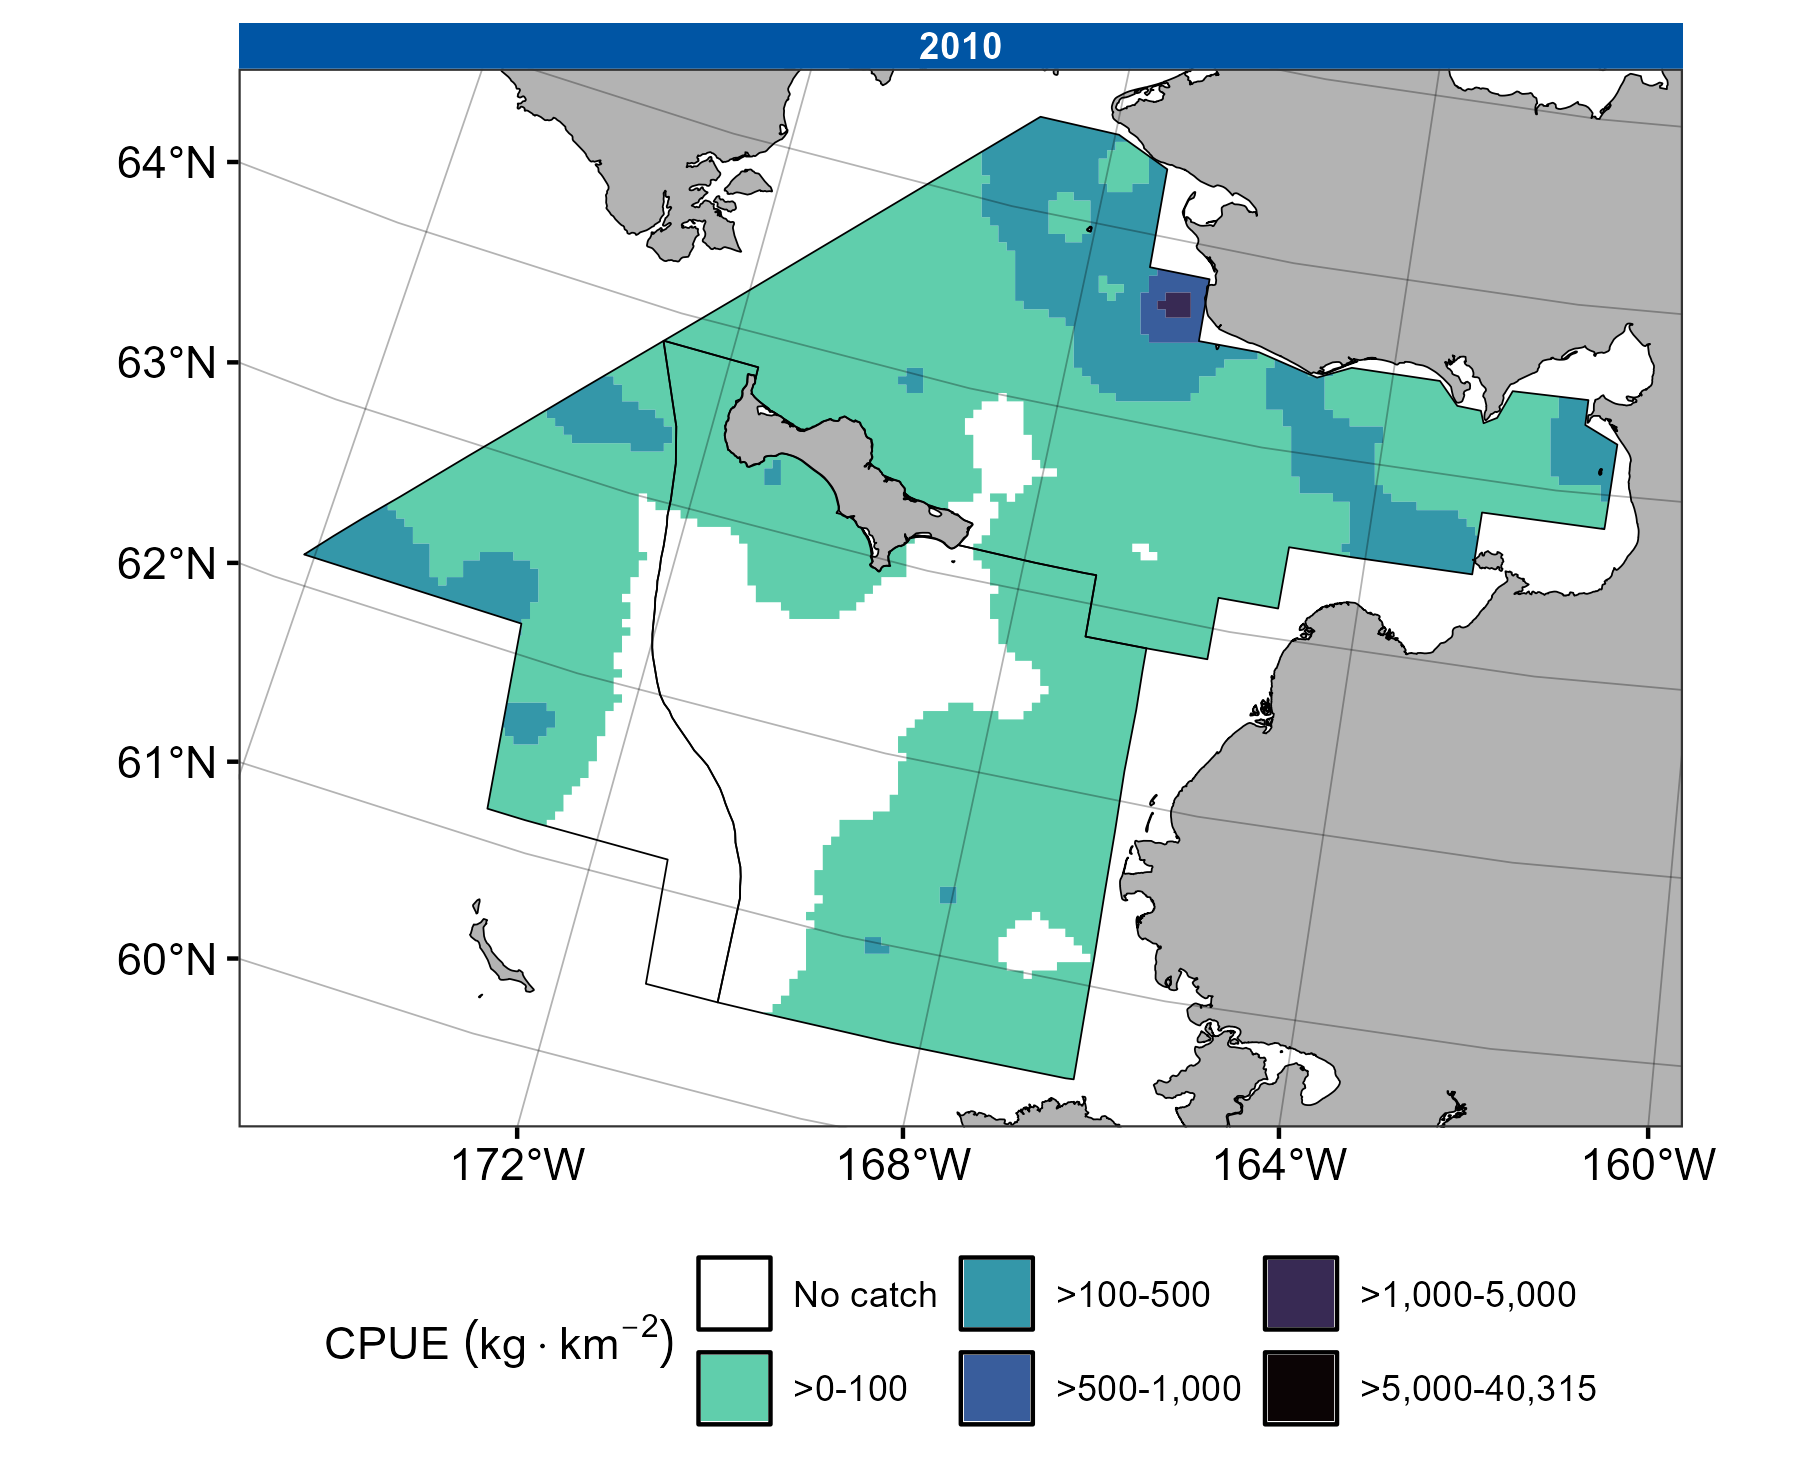 2010
64°N
63°N
62°N
61°N
60°N
172°W 168°W 164°W 160°W
CPUE (kg · km⁻²)
No catch >100-500 >1,000-5,000
>0-100 >500-1,000 >5,000-40,315